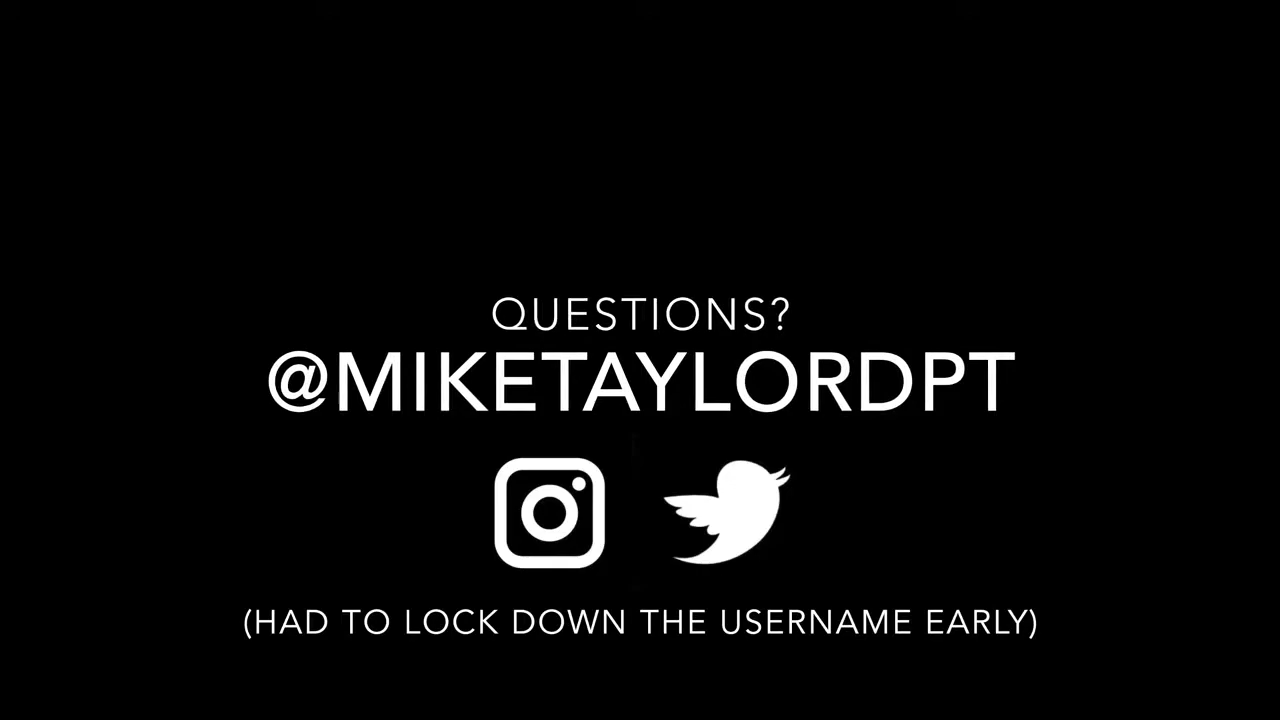 QUESTIONS?
@MIKETAYLORDPT
(HAD TO LOCK DOWN THE USERNAME EARLY)